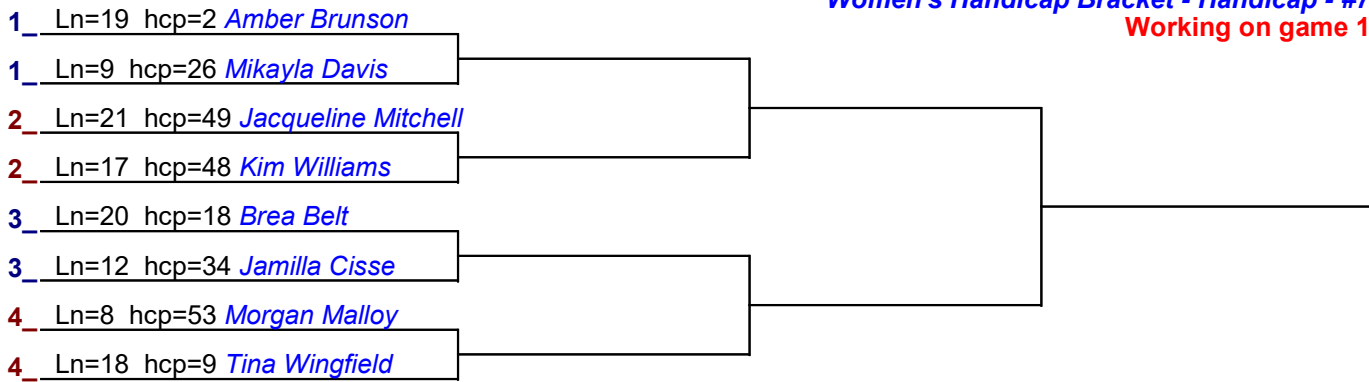 Women's Handicap Bracket - Handicap - #7
Working on game 1
1_ Ln=19 hcp=2 Amber Brunson
1_ Ln=9 hcp=26 Mikayla Davis
2_ Ln=21 hcp=49 Jacqueline Mitchell
2_ Ln=17 hcp=48 Kim Williams
3_ Ln=20 hcp=18 Brea Belt
3_ Ln=12 hcp=34 Jamilla Cisse
4_ Ln=8 hcp=53 Morgan Malloy
4_ Ln=18 hcp=9 Tina Wingfield